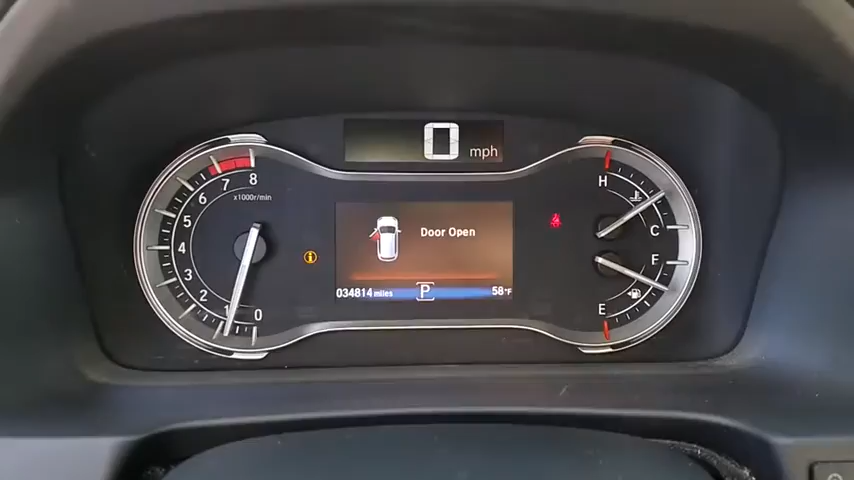 0 mph
8
7
6
5
4
3
2
1
0
x1000r/min
i
Door Open
034814 miles
P
58°F
H
C
F
E